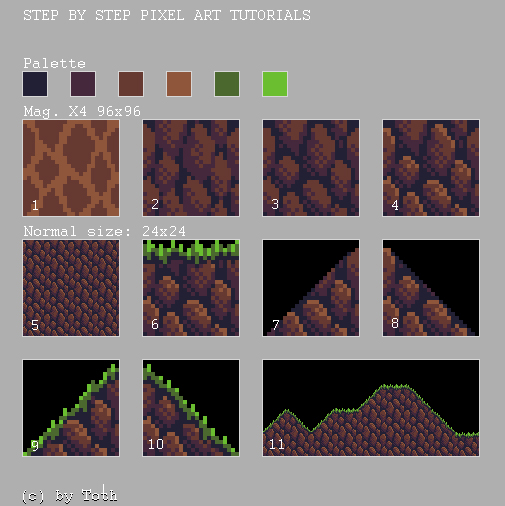 STEP BY STEP PIXEL ART TUTORIALS
Palette
Mag. X4 96x96
1 2 3 4
Normal size: 24x24
5 6 7 8
9 10 11
(c) by Toth